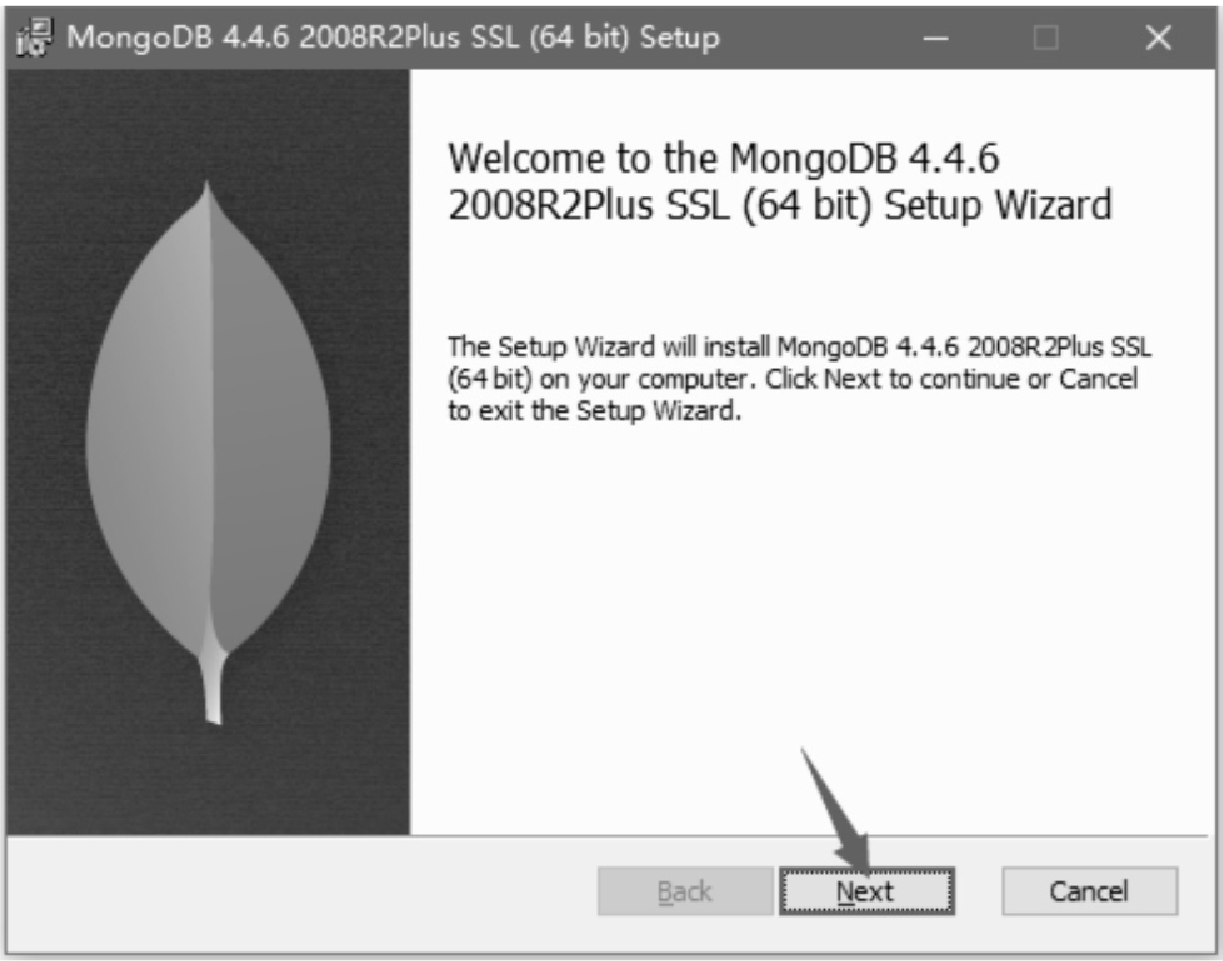 MongoDB 4.4.6 2008R2Plus SSL (64 bit) Setup
Welcome to the MongoDB 4.4.6
2008R2Plus SSL (64 bit) Setup Wizard
The Setup Wizard will install MongoDB 4.4.6 2008R2Plus SSL
(64 bit) on your computer. Click Next to continue or Cancel
to exit the Setup Wizard.
Back Next Cancel